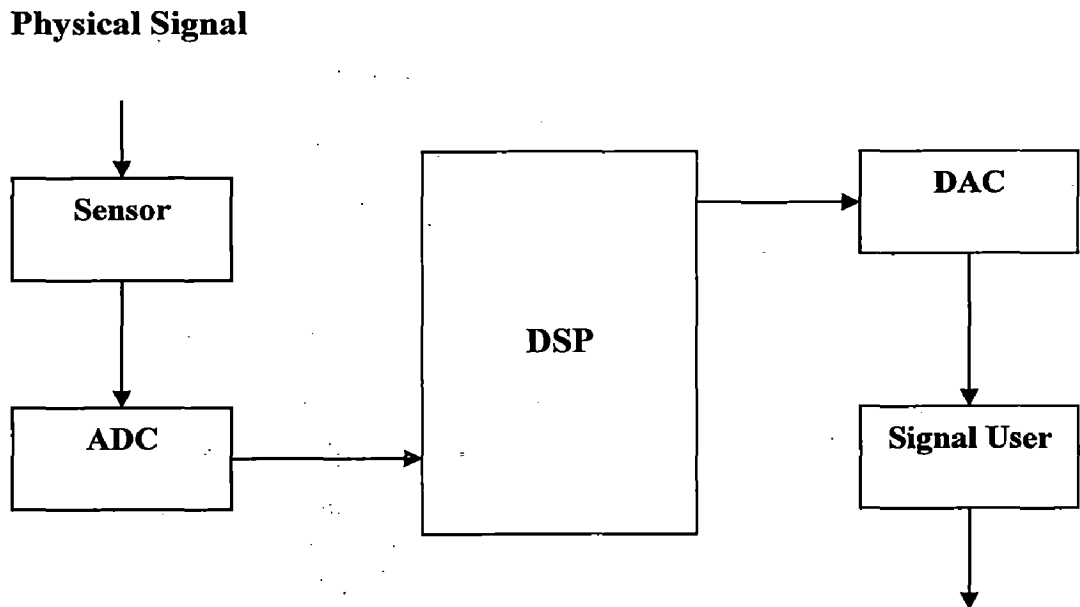 Physical Signal
Sensor
ADC
DSP
DAC
Signal User